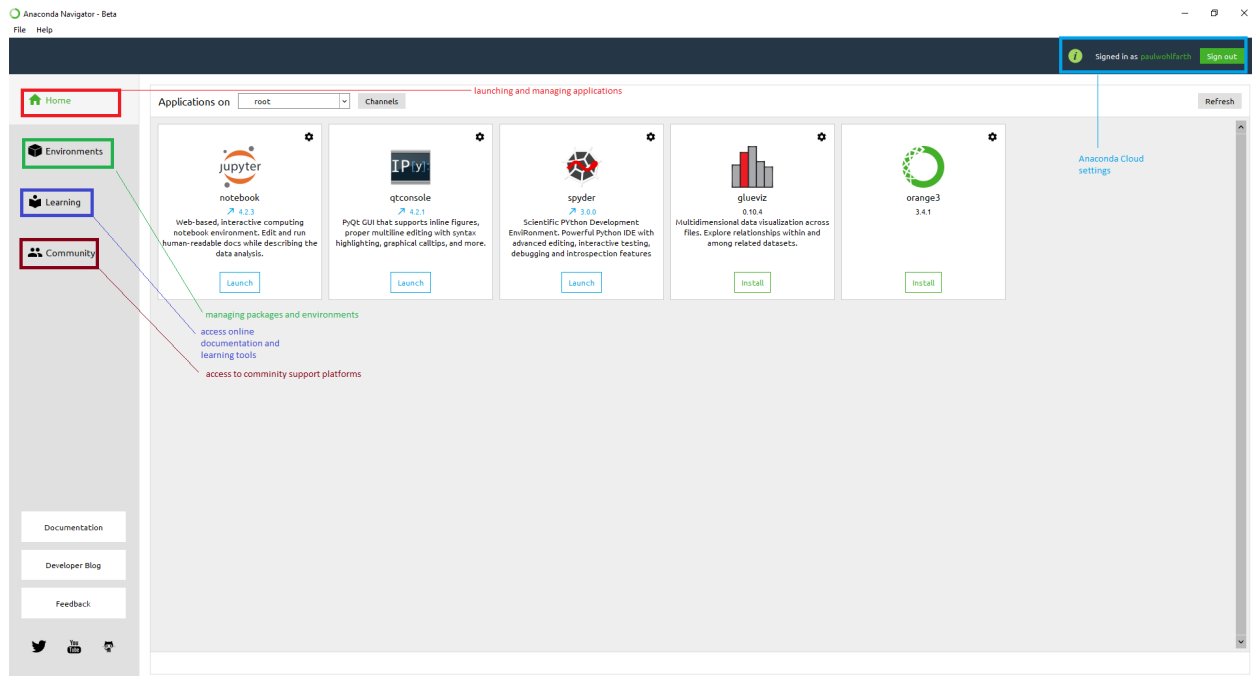 Anaconda Navigator - Beta
File Help
i Signed in as paulwohlfarth Sign out
Home
launching and managing applications
Applications on root Channels Refresh
Environments
Learning
Community
Anaconda Cloud
settings
jupyter
notebook
4.2.3
Web-based, interactive computing
notebook environment. Edit and run
human-readable docs while describing the
data analysis.
Launch
IP[y]:
qtconsole
4.2.1
PyQt GUI that supports inline figures,
proper multiline editing with syntax
highlighting, graphical calltips, and more.
Launch
spyder
3.0.0
Scientific PYthon Development
EnviRonment. Powerful Python IDE with
advanced editing, interactive testing,
debugging and introspection features
Launch
glueviz
0.10.4
Multidimensional data visualization across
files. Explore relationships within and
among related datasets.
Install
orange3
3.4.1
Install
managing packages and environments
access online
documentation and
learning tools
access to comminity support platforms
Documentation
Developer Blog
Feedback
You
Tube